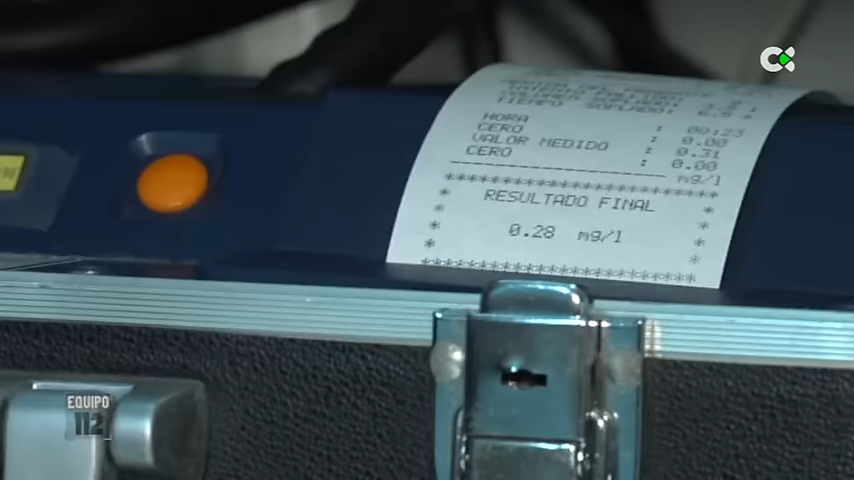 TIEMPO SOPLADO:
HORA : 00:23
CERO : 0.00
VALOR MEDIDO : 0.31
CERO : 0.00
mg/l
********************
* RESULTADO FINAL *
* 0.28 mg/l *
********************
EQUIPO
112_